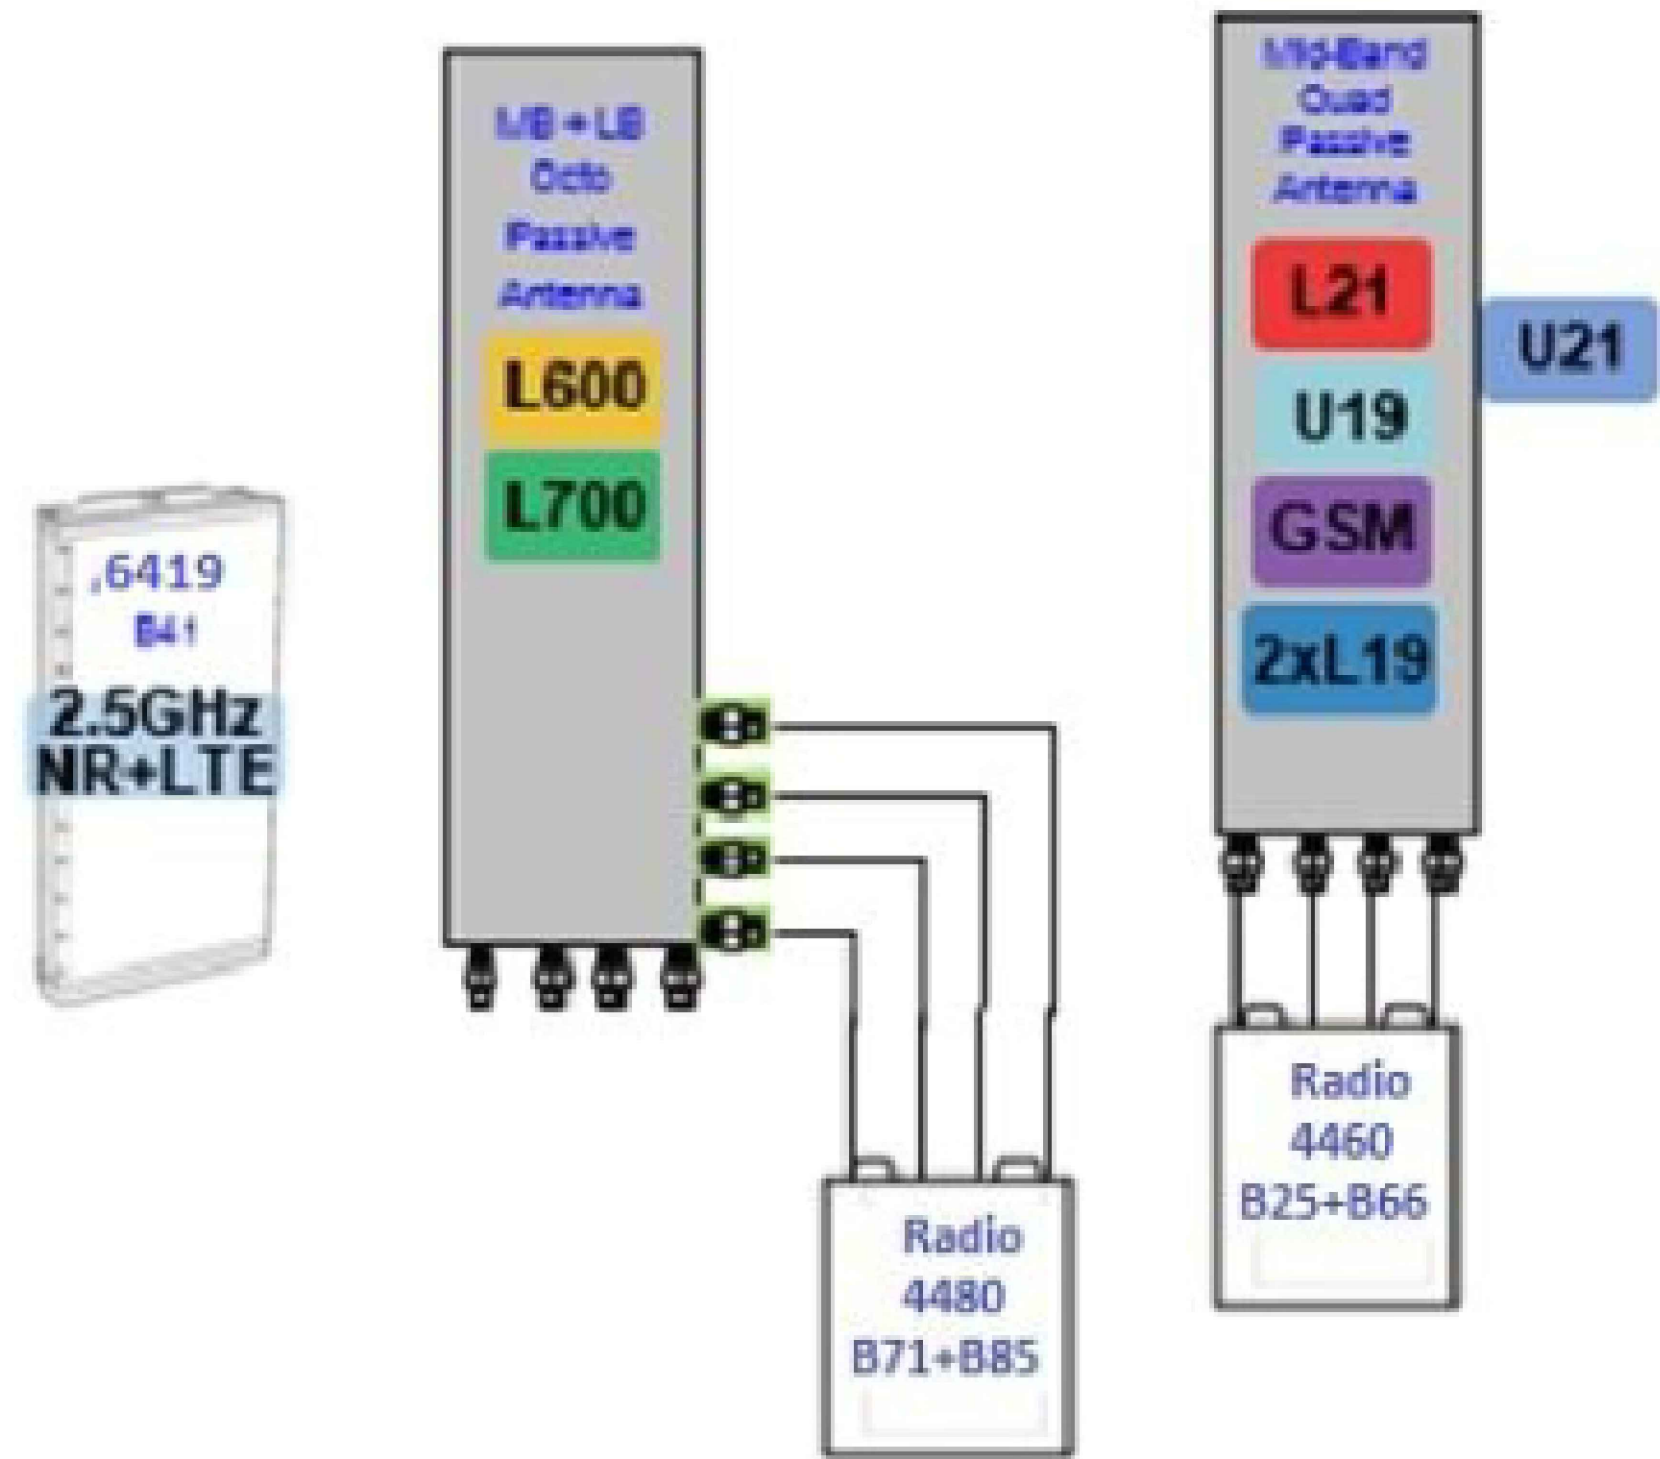 .6419
B41
2.5GHz
NR+LTE
MB + LB
Octo
Passive
Antenna
L600
L700
Radio
4480
B71+B85
Mid-Band
Quad
Passive
Antenna
L21
U21
U19
GSM
2xL19
Radio
4460
B25+B66